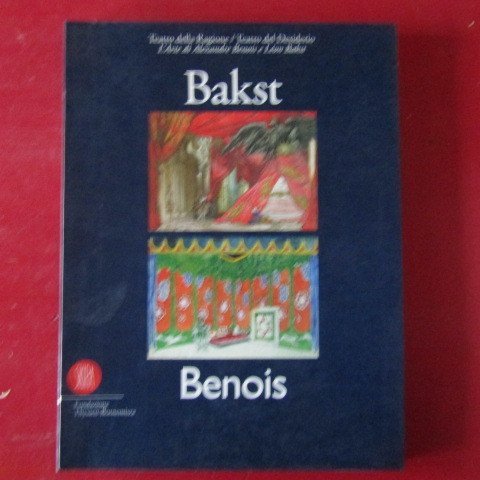 Teatro della Ragione / Teatro del Desiderio
L'Arte di Alexandre Benois e Léon Bakst
Bakst
Benois